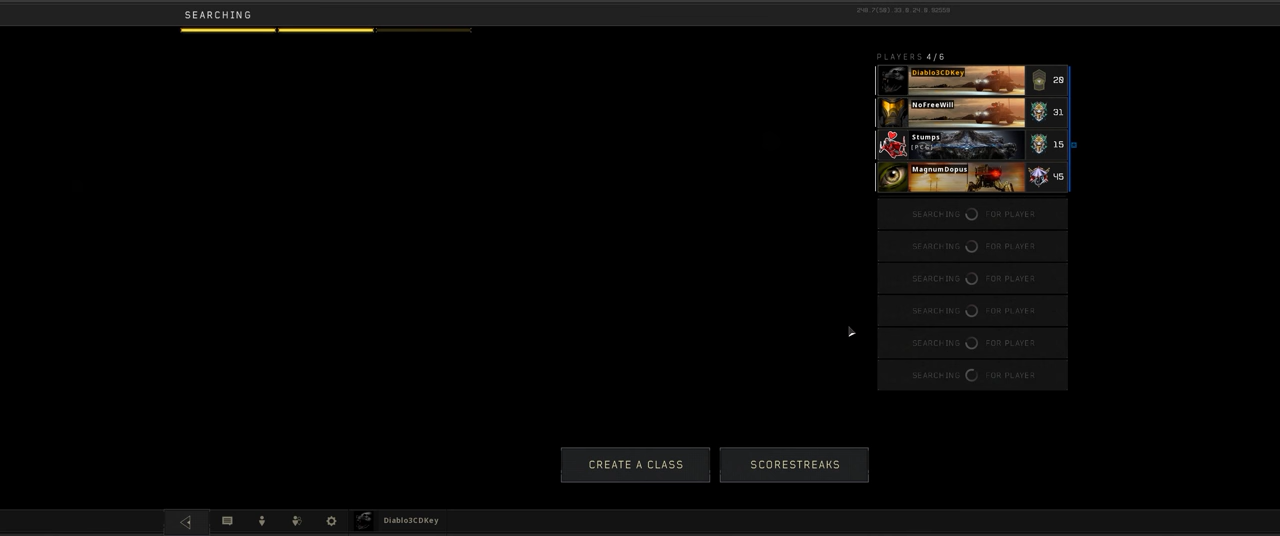 SEARCHING
PLAYERS 4/6
Diablo3CDKey
20
NoFreeWill
31
Stumps
[PCG]
15
MagnumDopus
45
SEARCHING FOR PLAYER
SEARCHING FOR PLAYER
SEARCHING FOR PLAYER
SEARCHING FOR PLAYER
SEARCHING FOR PLAYER
SEARCHING FOR PLAYER
CREATE A CLASS
SCORESTREAKS
Diablo3CDKey